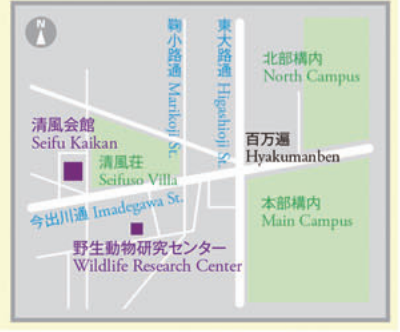 N
鞠小路通 Marikoji St.
東大路通 Higashioji St.
北部構内
North Campus
清風会館
Seifu Kaikan
百万遍
Hyakumanben
清風荘
Seifuso Villa
今出川通 Imadegawa St.
本部構内
Main Campus
野生動物研究センター
Wildlife Research Center